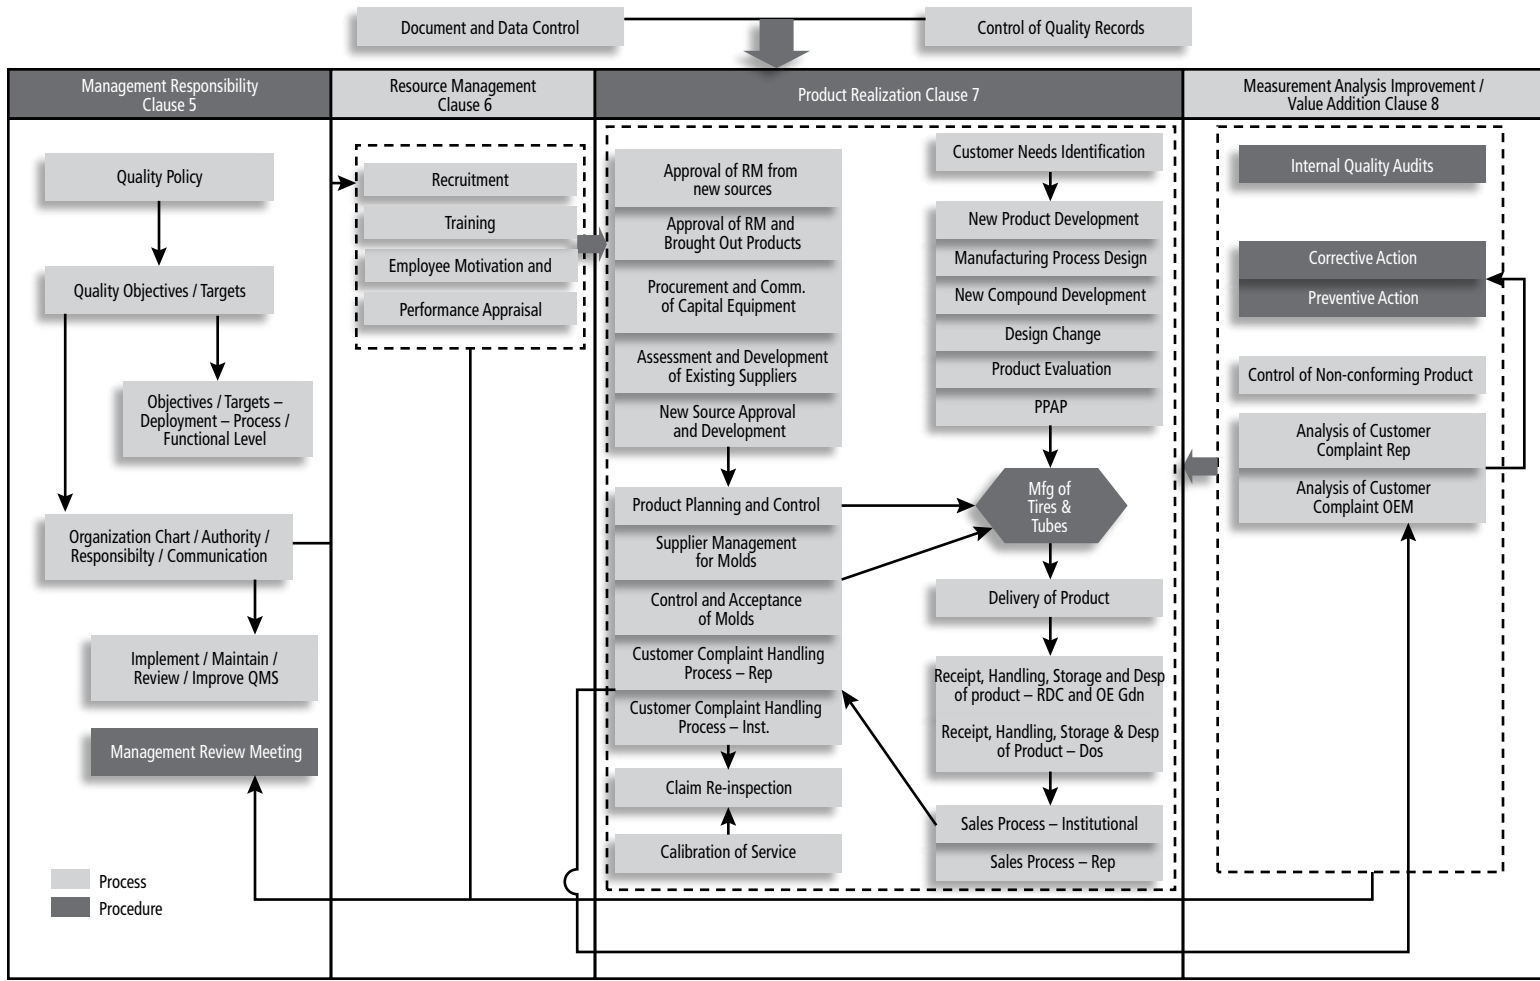 Document and Data Control
Control of Quality Records
Management Responsibility
Clause 5
Resource Management
Clause 6
Product Realization Clause 7
Measurement Analysis Improvement /
Value Addition Clause 8
Quality Policy
Quality Objectives / Targets
Objectives / Targets –
Deployment – Process /
Functional Level
Organization Chart / Authority /
Responsibilty / Communication
Implement / Maintain /
Review / Improve QMS
Management Review Meeting
Process
Procedure
Recruitment
Training
Employee Motivation and
Performance Appraisal
Approval of RM from
new sources
Approval of RM and
Brought Out Products
Procurement and Comm.
of Capital Equipment
Assessment and Development
of Existing Suppliers
New Source Approval
and Development
Product Planning and Control
Supplier Management
for Molds
Control and Acceptance
of Molds
Customer Complaint Handling
Process – Rep
Customer Complaint Handling
Process – Inst.
Claim Re-inspection
Calibration of Service
Customer Needs Identification
New Product Development
Manufacturing Process Design
New Compound Development
Design Change
Product Evaluation
PPAP
Mfg of
Tires &
Tubes
Delivery of Product
Receipt, Handling, Storage and Desp
of product – RDC and OE Gdn
Receipt, Handling, Storage & Desp
of Product – Dos
Sales Process – Institutional
Sales Process – Rep
Internal Quality Audits
Corrective Action
Preventive Action
Control of Non-conforming Product
Analysis of Customer
Complaint Rep
Analysis of Customer
Complaint OEM